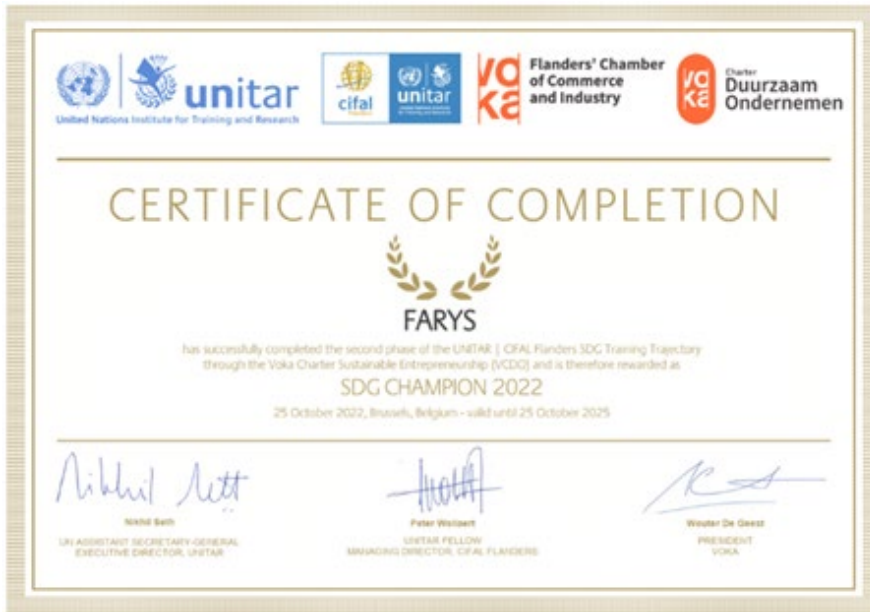 unitar
United Nations Institute for Training and Research
cifal
unitar
VO
KA
Flanders' Chamber
of Commerce
and Industry
VO
Ka
Charter
Duurzaam
Ondernemen
CERTIFICATE OF COMPLETION
FARYS
has successfully completed the second phase of the UNITAR | CIFAL Flanders SDG Training Trajectory
through the Voka Charter Sustainable Entrepreneurship (VCDO) and is therefore rewarded as
SDG CHAMPION 2022
25 October 2022, Brussels, Belgium - valid until 25 October 2025
Nikhil Seth
Nikhil Seth
UN ASSISTANT SECRETARY-GENERAL
EXECUTIVE DIRECTOR, UNITAR
Peter Wollaert
UNITAR FELLOW
MANAGING DIRECTOR, CIFAL FLANDERS
Wouter De Geest
PRESIDENT
VOKA